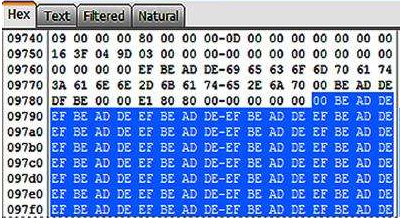 Hex Text Filtered Natural
09740 09 00 00 00 80 00 00 00-0D 00 00 00 00 00 00 00
09750 16 3F 04 9D 03 00 00 00-00 00 00 00 00 00 00 00
09760 00 00 00 00 EF BE AD DE-69 65 63 6F 6D 70 61 74
09770 3A 61 6E 6E 2D 6B 61 74-65 2E 6A 70 00 BE AD DE
09780 DF BE 00 00 E1 80 80 00-00 00 00 00 00 BE AD DE
09790 EF BE AD DE EF BE AD DE-EF BE AD DE EF BE AD DE
097a0 EF BE AD DE EF BE AD DE-EF BE AD DE EF BE AD DE
097b0 EF BE AD DE EF BE AD DE-EF BE AD DE EF BE AD DE
097c0 EF BE AD DE EF BE AD DE-EF BE AD DE EF BE AD DE
097d0 EF BE AD DE EF BE AD DE-EF BE AD DE EF BE AD DE
097e0 EF BE AD DE EF BE AD DE-EF BE AD DE EF BE AD DE
097f0 EF BE AD DE EF BE AD DE-EF BE AD DE EF BE AD DE